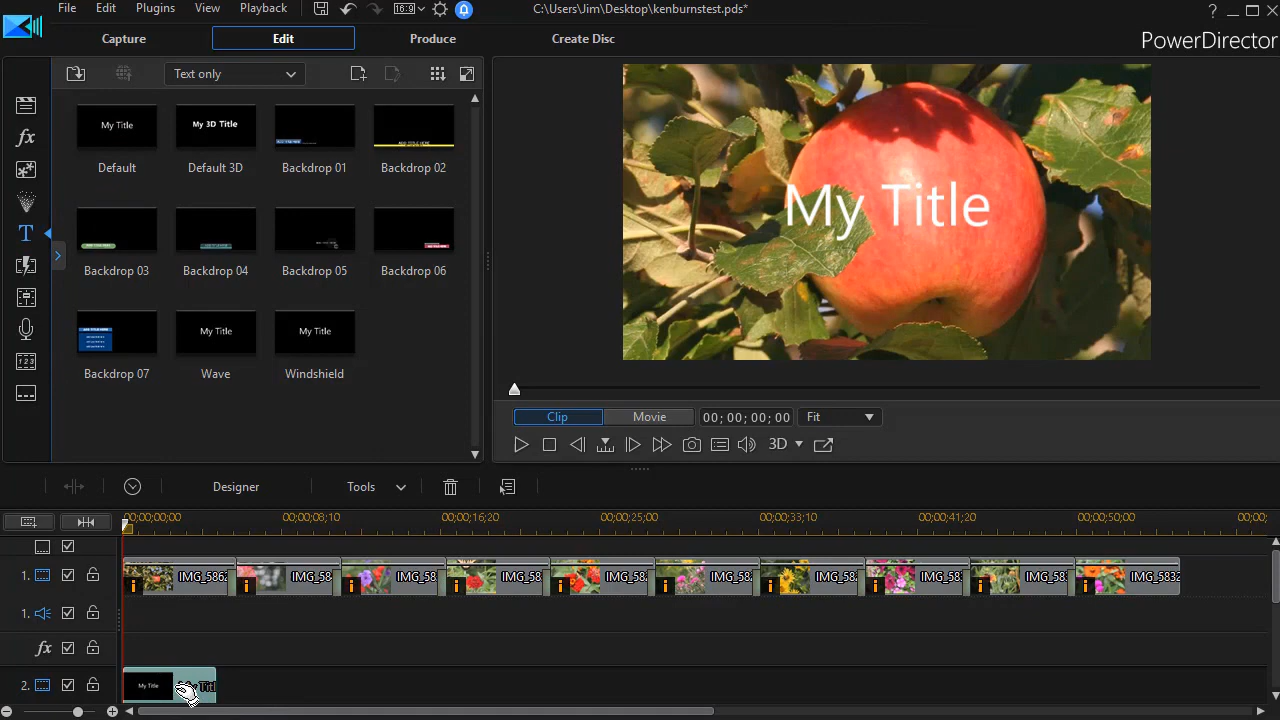 File Edit Plugins View Playback 16:9 C:\Users\Jim\Desktop\kenburnstest.pds*
Capture Edit Produce Create Disc PowerDirector
Text only
My Title
My 3D Title
Default Default 3D Backdrop 01 Backdrop 02
Backdrop 03 Backdrop 04 Backdrop 05 Backdrop 06
My Title
My Title
Backdrop 07 Wave Windshield
My Title
Clip Movie 00; 00; 00; 00 Fit
3D
Designer Tools
00;00;00;00 00;00;08;10 00;00;16;20 00;00;25;00 00;00;33;10 00;00;41;20 00;00;50;00 00;00;
1. IMG_586 IMG_58 IMG_58 IMG_58 IMG_58 IMG_58 IMG_58 IMG_58 IMG_58 IMG_5832
1.
fx
2. My Title